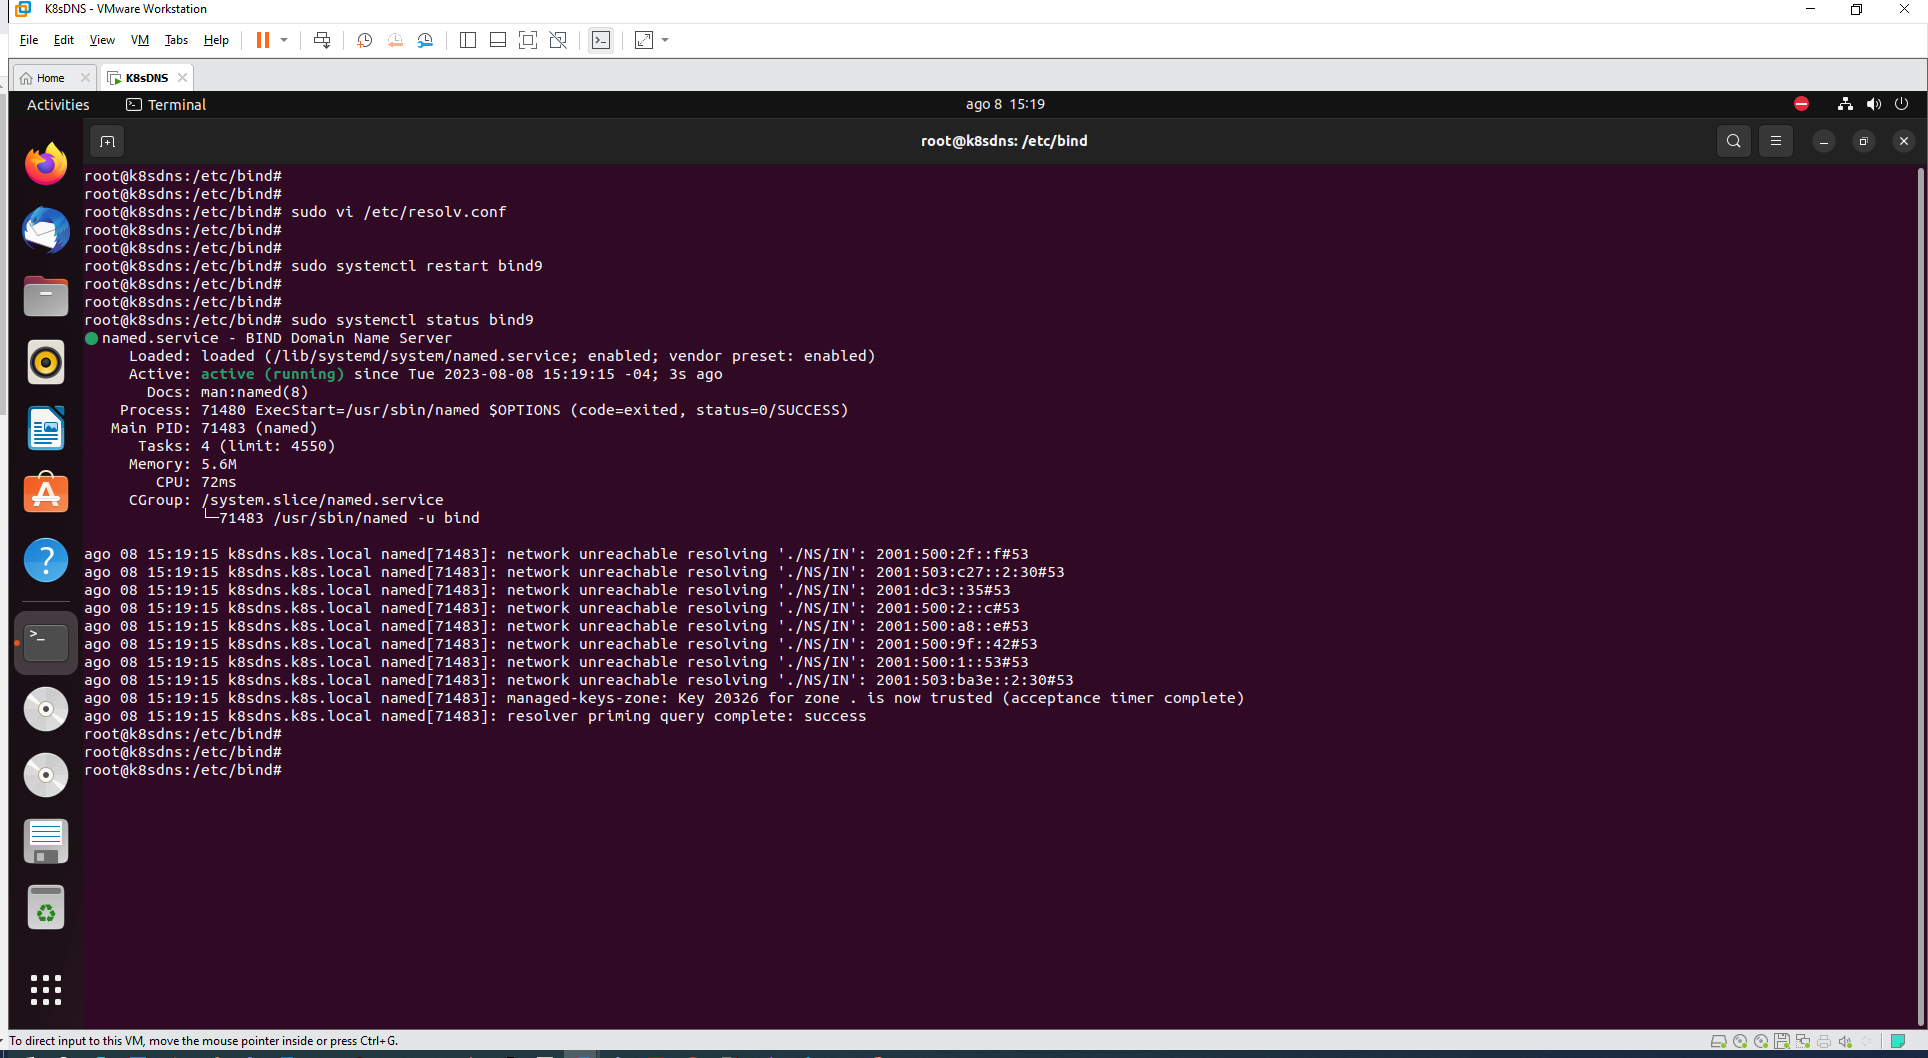 K8sDNS - VMware Workstation
File Edit View VM Tabs Help
Home K8sDNS
Activities Terminal ago 8 15:19
root@k8sdns: /etc/bind
root@k8sdns:/etc/bind#
root@k8sdns:/etc/bind#
root@k8sdns:/etc/bind# sudo vi /etc/resolv.conf
root@k8sdns:/etc/bind#
root@k8sdns:/etc/bind#
root@k8sdns:/etc/bind# sudo systemctl restart bind9
root@k8sdns:/etc/bind#
root@k8sdns:/etc/bind#
root@k8sdns:/etc/bind# sudo systemctl status bind9
named.service - BIND Domain Name Server
Loaded: loaded (/lib/systemd/system/named.service; enabled; vendor preset: enabled)
Active: active (running) since Tue 2023-08-08 15:19:15 -04; 3s ago
Docs: man:named(8)
Process: 71480 ExecStart=/usr/sbin/named $OPTIONS (code=exited, status=0/SUCCESS)
Main PID: 71483 (named)
Tasks: 4 (limit: 4550)
Memory: 5.6M
CPU: 72ms
CGroup: /system.slice/named.service
└─71483 /usr/sbin/named -u bind
ago 08 15:19:15 k8sdns.k8s.local named[71483]: network unreachable resolving './NS/IN': 2001:500:2f::f#53
ago 08 15:19:15 k8sdns.k8s.local named[71483]: network unreachable resolving './NS/IN': 2001:503:c27::2:30#53
ago 08 15:19:15 k8sdns.k8s.local named[71483]: network unreachable resolving './NS/IN': 2001:dc3::35#53
ago 08 15:19:15 k8sdns.k8s.local named[71483]: network unreachable resolving './NS/IN': 2001:500:2::c#53
ago 08 15:19:15 k8sdns.k8s.local named[71483]: network unreachable resolving './NS/IN': 2001:500:a8::e#53
ago 08 15:19:15 k8sdns.k8s.local named[71483]: network unreachable resolving './NS/IN': 2001:500:9f::42#53
ago 08 15:19:15 k8sdns.k8s.local named[71483]: network unreachable resolving './NS/IN': 2001:500:1::53#53
ago 08 15:19:15 k8sdns.k8s.local named[71483]: network unreachable resolving './NS/IN': 2001:503:ba3e::2:30#53
ago 08 15:19:15 k8sdns.k8s.local named[71483]: managed-keys-zone: Key 20326 for zone . is now trusted (acceptance timer complete)
ago 08 15:19:15 k8sdns.k8s.local named[71483]: resolver priming query complete: success
root@k8sdns:/etc/bind#
root@k8sdns:/etc/bind#
root@k8sdns:/etc/bind#
To direct input to this VM, move the mouse pointer inside or press Ctrl+G.